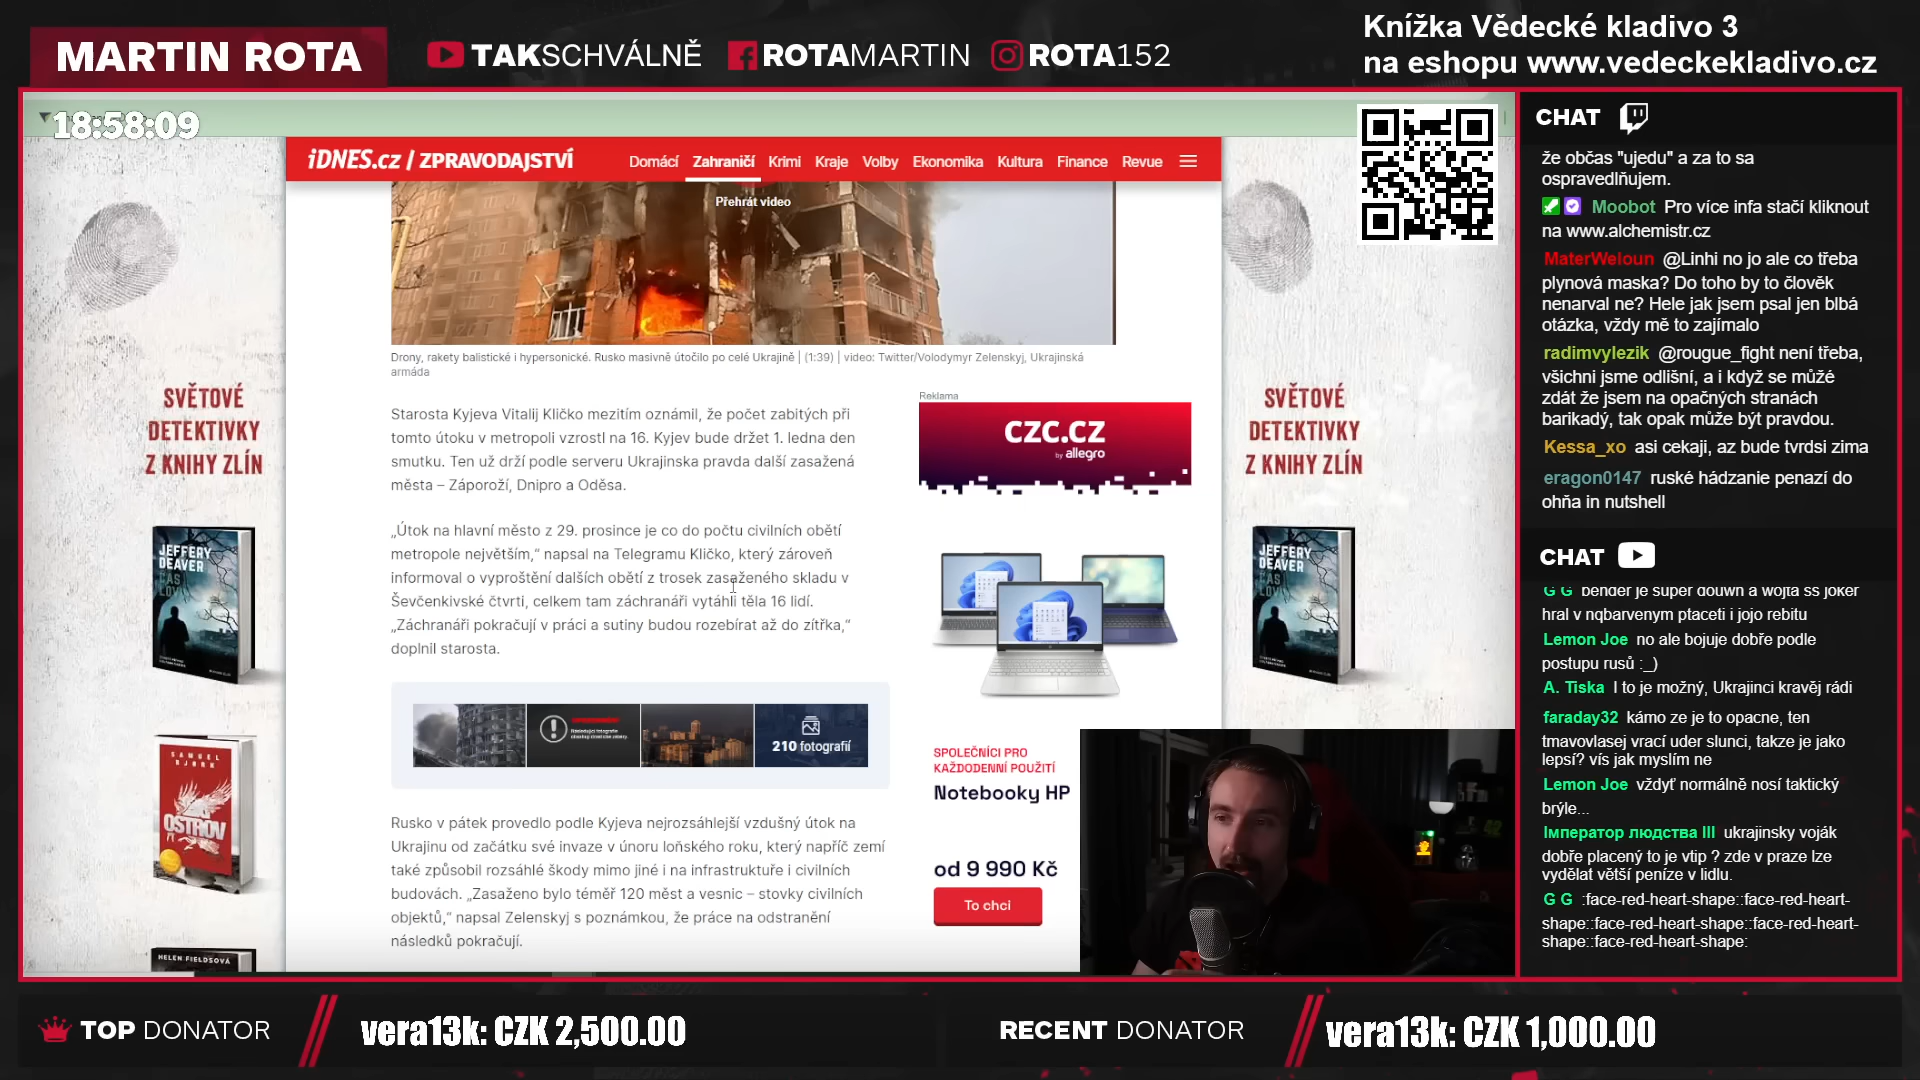 MARTIN ROTA
TAKSCHVÁLNĚ
ROTAMARTIN
ROTA152
Knížka Vědecké kladivo 3
na eshopu www.vedeckekladivo.cz
18:58:09
iDNES.cz / ZPRAVODAJSTVÍ
Domácí Zahraničí Krimi Kraje Volby Ekonomika Kultura Finance Revue
Přehrát video
Drony, rakety balistické i hypersonické. Rusko masivně útočilo po celé Ukrajině | (1:39) | video: Twitter/Volodymyr Zelenskyj, Ukrajinská
armáda
Starosta Kyjeva Vitalij Kličko mezitím oznámil, že počet zabitých při
tomto útoku v metropoli vzrostl na 16. Kyjev bude držet 1. ledna den
smutku. Ten už drží podle serveru Ukrajinska pravda další zasažená
města – Záporoží, Dnipro a Oděsa.
„Útok na hlavní město z 29. prosince je co do počtu civilních obětí
metropole největším,“ napsal na Telegramu Kličko, který zároveň
informoval o vyproštění dalších obětí z trosek zasaženého skladu v
Ševčenkivské čtvrti, celkem tam záchranáři vytáhli těla 16 lidí.
„Záchranáři pokračují v práci a sutiny budou rozebírat až do zítřka,“
doplnil starosta.
210 fotografií
Rusko v pátek provedlo podle Kyjeva nejrozsáhlejší vzdušný útok na
Ukrajinu od začátku své invaze v únoru loňského roku, který napříč zemí
také způsobil rozsáhlé škody mimo jiné i na infrastruktuře i civilních
budovách. „Zasaženo bylo téměř 120 měst a vesnic – stovky civilních
objektů,“ napsal Zelenskyj s poznámkou, že práce na odstranění
následků pokračují.
Reklama
CZC.CZ
by allegro
SPOLEČNÍCI PRO
KAŽDODENNÍ POUŽITÍ
Notebooky HP
od 9 990 Kč
To chci
SVĚTOVÉ
DETEKTIVKY
Z KNIHY ZLÍN
JEFFERY
DEAVER
ČAS
LOVU
SAMUEL
BJØRK
OSTROV
HELEN FIELDSOVÁ
SVĚTOVÉ
DETEKTIVKY
Z KNIHY ZLÍN
JEFFERY
DEAVER
ČAS
LOVU
CHAT
že občas "ujedu" a za to sa
ospravedlňujem.
Moobot Pro více infa stačí kliknout
na www.alchemistr.cz
MaterWeloun @Linhi no jo ale co třeba
plynová maska? Do toho by to člověk
nenarval ne? Hele jak jsem psal jen blbá
otázka, vždy mě to zajímalo
radimvylezik @rougue_fight není třeba,
všichni jsme odlišní, a i když se můžé
zdát že jsem na opačných stranách
barikadý, tak opak může být pravdou.
Kessa_xo asi cekaji, az bude tvrdsi zima
eragon0147 ruské hádzanie penazí do
ohňa in nutshell
CHAT
G G bender je super douwn a wojta ss joker
hral v nqbarvenym ptaceti i jojo rebitu
Lemon Joe no ale bojuje dobře podle
postupu rusů :_)
A. Tiska I to je možný, Ukrajinci kravěj rádi
faraday32 kámo ze je to opacne, ten
tmavovlasej vrací uder slunci, takze je jako
lepsí? vís jak myslím ne
Lemon Joe vždyť normálně nosí taktický
brýle...
Імператор людства III ukrajinsky voják
dobře placený to je vtip ? zde v praze lze
vydělat větší peníze v lidlu.
G G :face-red-heart-shape::face-red-heart-
shape::face-red-heart-shape::face-red-heart-
shape::face-red-heart-shape:
TOP DONATOR
vera13k: CZK 2,500.00
RECENT DONATOR
vera13k: CZK 1,000.00